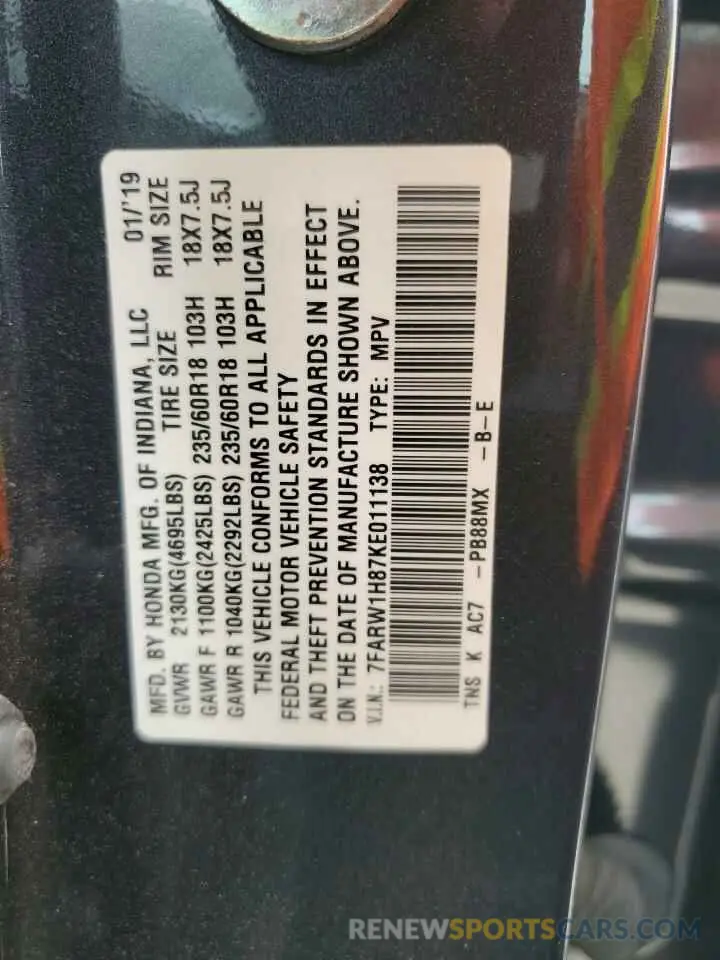 MFD. BY HONDA MFG. OF INDIANA, LLC 01/'19
GVWR 2130KG(4695LBS) TIRE SIZE RIM SIZE
GAWR F 1100KG(2425LBS) 235/60R18 103H 18X7.5J
GAWR R 1040KG(2292LBS) 235/60R18 103H 18X7.5J
THIS VEHICLE CONFORMS TO ALL APPLICABLE
FEDERAL MOTOR VEHICLE SAFETY
AND THEFT PREVENTION STANDARDS IN EFFECT
ON THE DATE OF MANUFACTURE SHOWN ABOVE.
V.I.N.: 7FARW1H87KE011138 TYPE: MPV
TNS K AC7 -PB88MX -B-E
RENEWSPORTSCARS.COM